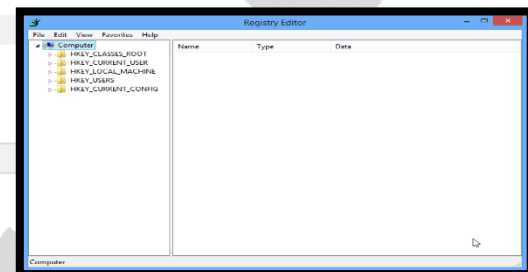 Registry Editor
File Edit View Favorites Help
Computer
HKEY_CLASSES_ROOT
HKEY_CURRENT_USER
HKEY_LOCAL_MACHINE
HKEY_USERS
HKEY_CURRENT_CONFIG
Name Type Data
Computer